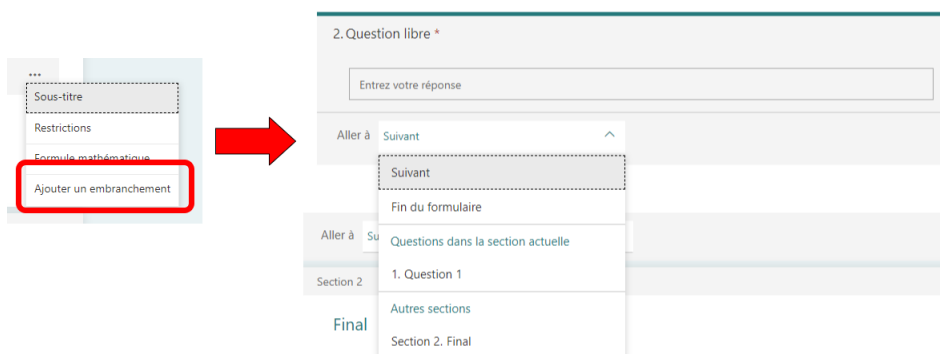 ...
Sous-titre
Restrictions
Formule mathématique
Ajouter un embranchement
2. Question libre *
Entrez votre réponse
Aller à Suivant
Suivant
Fin du formulaire
Aller à Su
Questions dans la section actuelle
1. Question 1
Section 2
Autres sections
Final
Section 2. Final